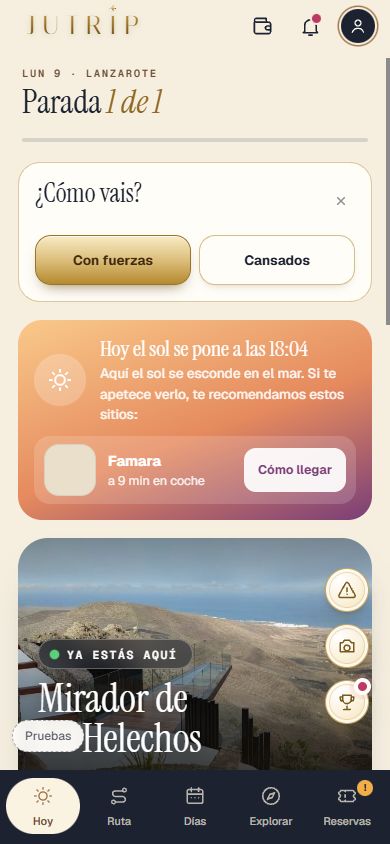 JUTRIP
LUN 9 · LANZAROTE
Parada 1 de 1
¿Cómo vais?
×
Con fuerzas
Cansados
Hoy el sol se pone a las 18:04
Aquí el sol se esconde en el mar. Si te
apetece verlo, te recomendamos estos
sitios:
Famara
a 9 min en coche
Cómo llegar
YA ESTÁS AQUÍ
Mirador de
Helechos
Pruebas
Hoy
Ruta
Días
Explorar
Reservas
!